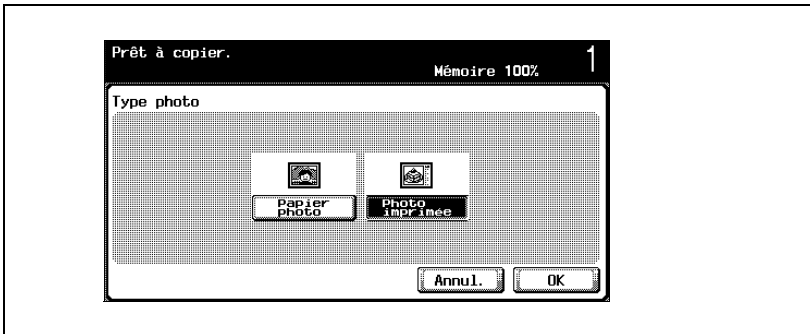 Prêt à copier.
Mémoire 100%
1
Type photo
Papier
photo
Photo
imprimée
Annul.
OK